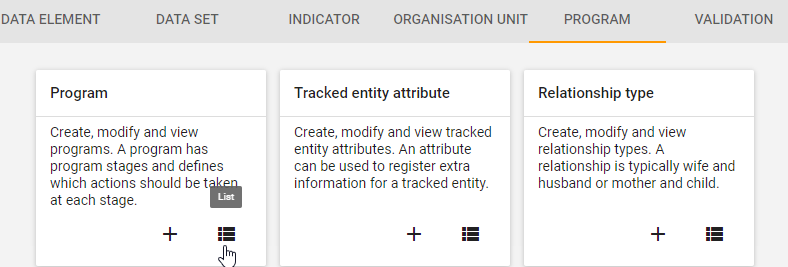 DATA ELEMENT DATA SET INDICATOR ORGANISATION UNIT PROGRAM VALIDATION
Program
Create, modify and view
programs. A program has
program stages and defines
which actions should be taken
at each stage.
List
Tracked entity attribute
Create, modify and view tracked
entity attributes. An attribute
can be used to register extra
information for a tracked entity.
Relationship type
Create, modify and view
relationship types. A
relationship is typically wife and
husband or mother and child.